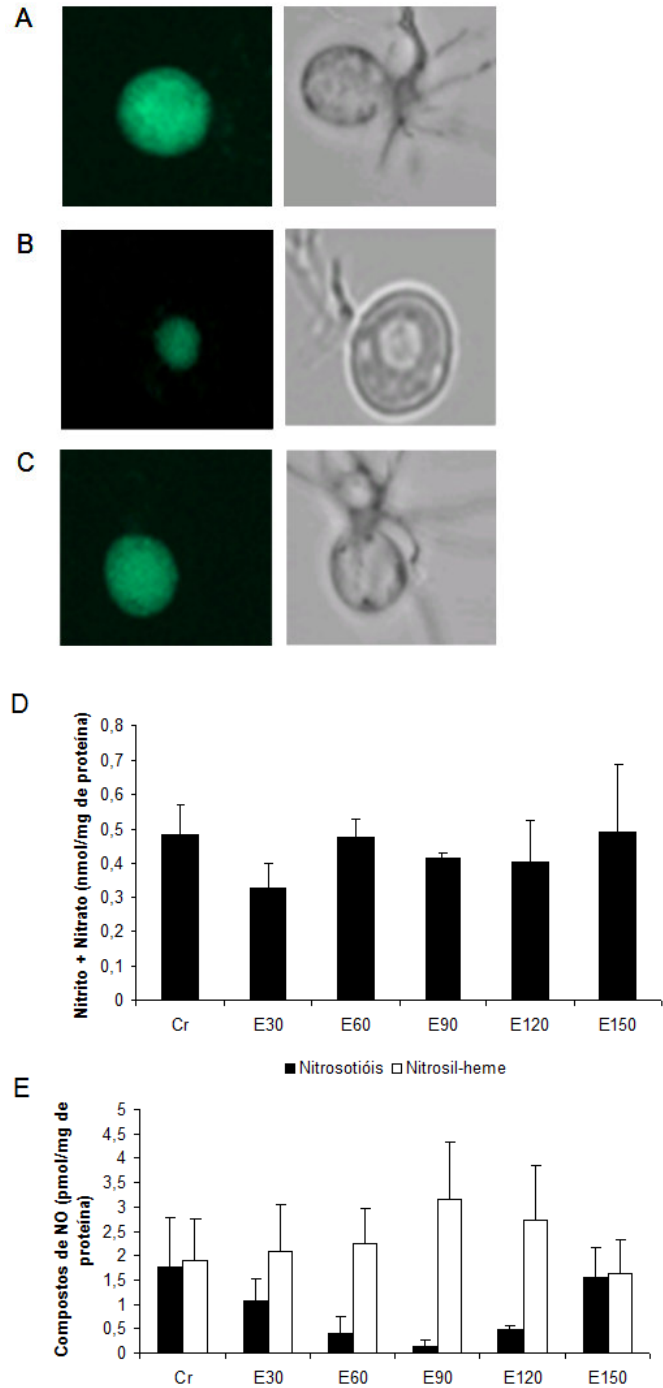 A
B
C
D
Nitrito + Nitrato (nmol/mg de proteína)
0,8
0,7
0,6
0,5
0,4
0,3
0,2
0,1
0
Cr E30 E60 E90 E120 E150
E
Nitrosotióis Nitrosil-heme
Compostos de NO (pmol/mg de
proteína)
5
4,5
4
3,5
3
2,5
2
1,5
1
0,5
0
Cr E30 E60 E90 E120 E150